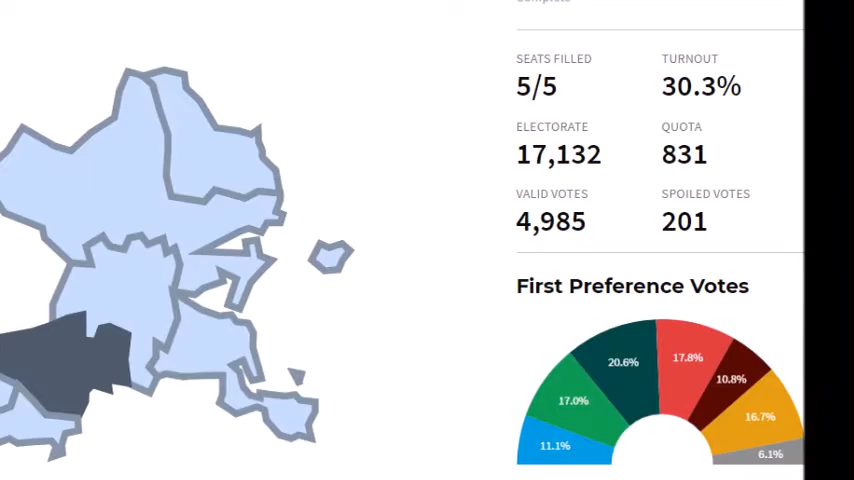 Complete
SEATS FILLED TURNOUT
5/5 30.3%
ELECTORATE QUOTA
17,132 831
VALID VOTES SPOILED VOTES
4,985 201
First Preference Votes
20.6% 17.8%
10.8%
17.0%
16.7%
11.1%
6.1%